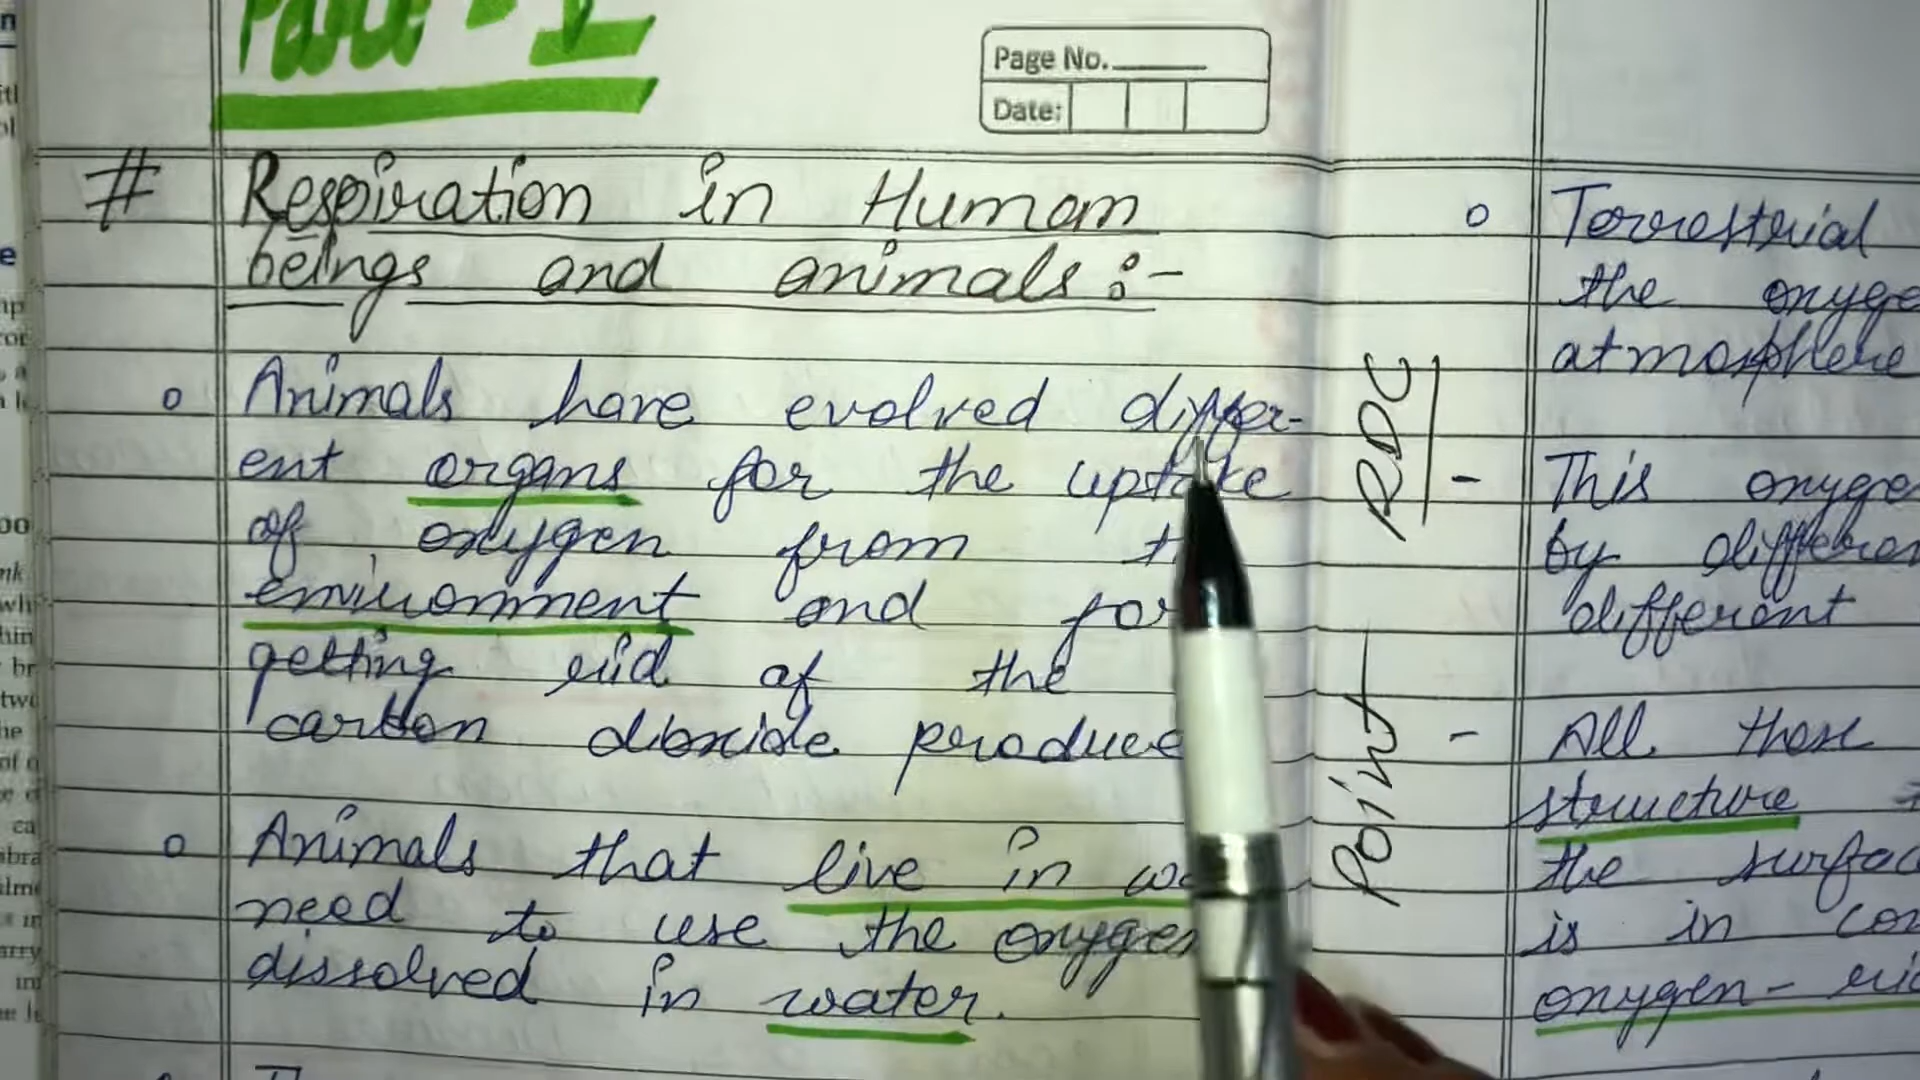 Part - I
Page No.
Date:
# Respiration in Human
beings and animals :-
o Animals have evolved differ-
ent organs for the uptake
of oxygen from
environment and for
getting rid of the
carbon dioxide produce
o Animals that live in
need to use the oxygen
dissolved in water.
RDC
Point
o Terresterial
the oxyge
atmosphere
- This oxyge
by differen
different
- All these
structure
the surfac
is in con
oxygen-ric